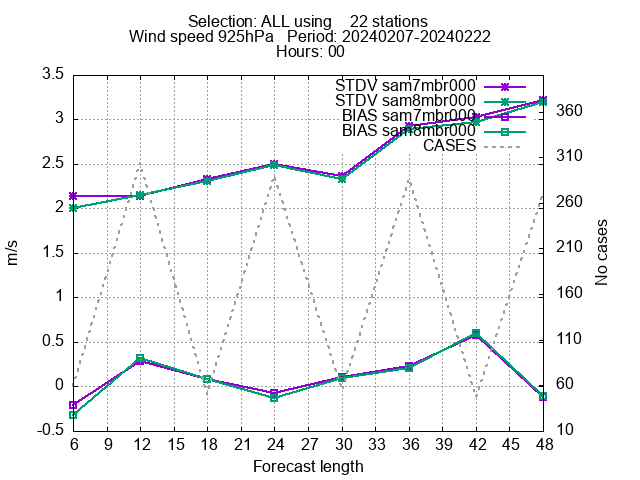 Selection: ALL using 22 stations
Wind speed 925hPa Period: 20240207-20240222
Hours: 00
STDV sam7mbr000
STDV sam8mbr000
BIAS sam7mbr000
BIAS sam8mbr000
CASES
3.5
3
2.5
2
1.5
1
0.5
0
-0.5
m/s
360
310
260
210
160
110
60
10
No cases
6 9 12 15 18 21 24 27 30 33 36 39 42 45 48
Forecast length